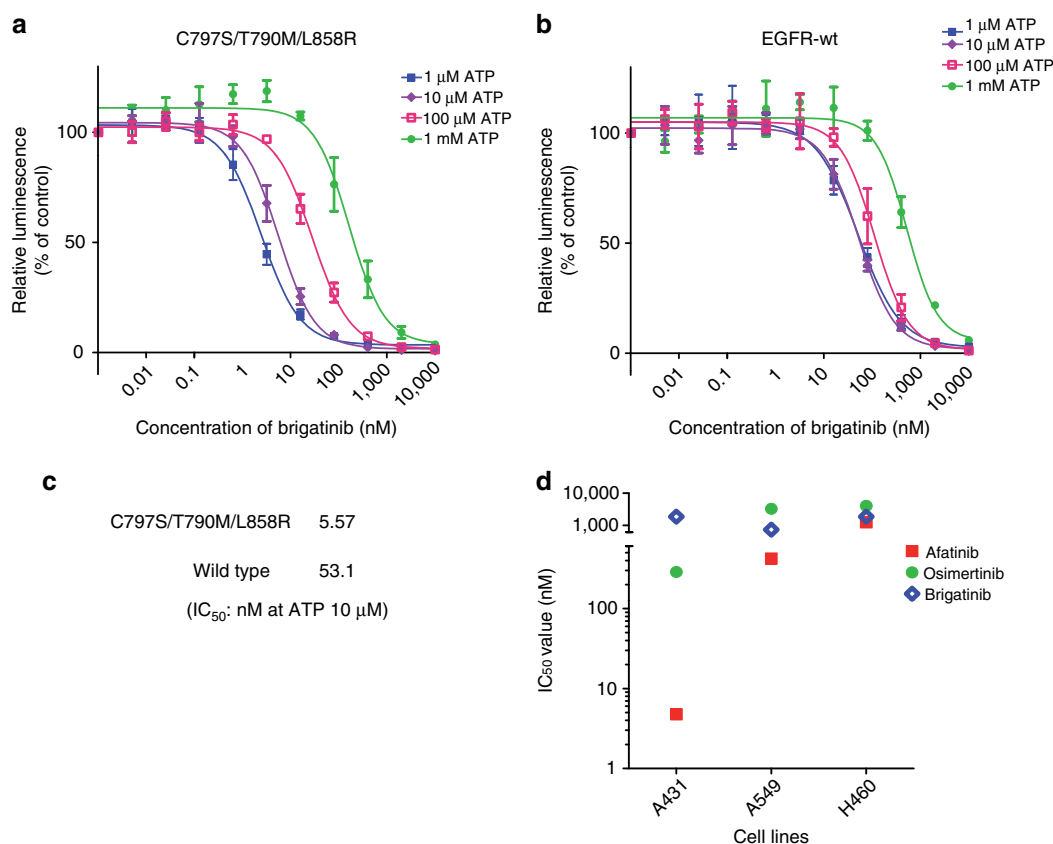 a
C797S/T790M/L858R
1 μM ATP
10 μM ATP
100 μM ATP
1 mM ATP
Relative luminescence
(% of control)
100
50
0
0.01
0.1
1
10
100
1,000
10,000
Concentration of brigatinib (nM)
b
EGFR-wt
1 μM ATP
10 μM ATP
100 μM ATP
1 mM ATP
Relative luminescence
(% of control)
100
50
0
0.01
0.1
1
10
100
1,000
10,000
Concentration of brigatinib (nM)
c
C797S/T790M/L858R 5.57
Wild type 53.1
(IC50: nM at ATP 10 μM)
d
IC50 value (nM)
10,000
1,000
100
10
1
A431
A549
H460
Cell lines
Afatinib
Osimertinib
Brigatinib